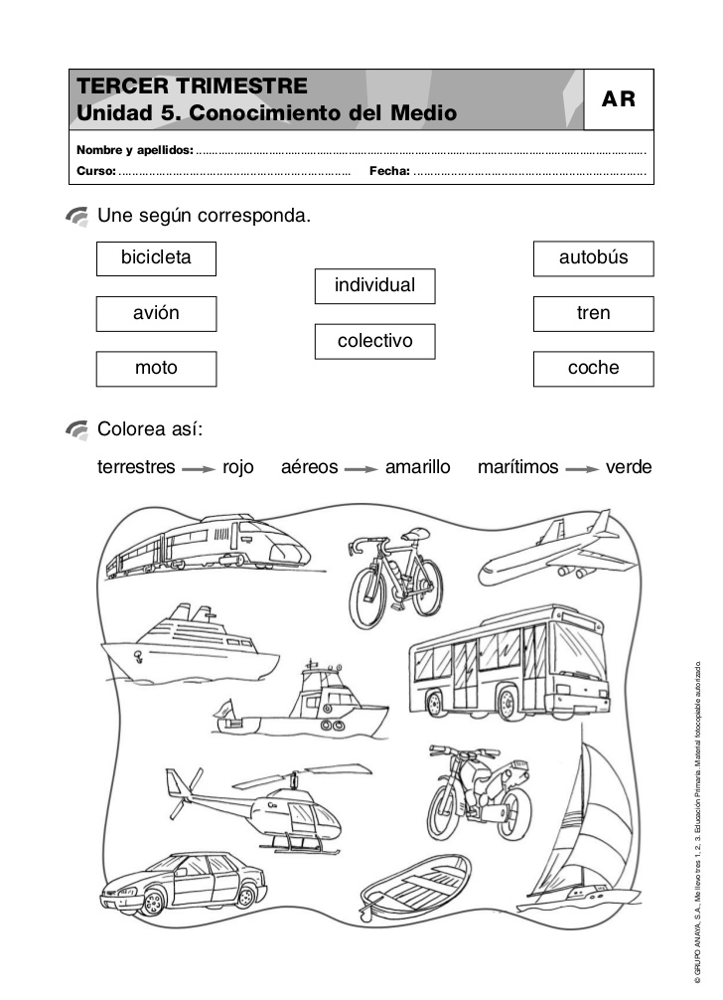 TERCER TRIMESTRE
Unidad 5. Conocimiento del Medio
AR
Nombre y apellidos:
Curso: Fecha:
Une según corresponda.
bicicleta
autobús
individual
avión
tren
colectivo
moto
coche
Colorea así:
terrestres rojo aéreos amarillo marítimos verde
© GRUPO ANAYA, S.A., Me llevo tres 1, 2, 3. Educación Primaria. Material fotocopiable autorizado.